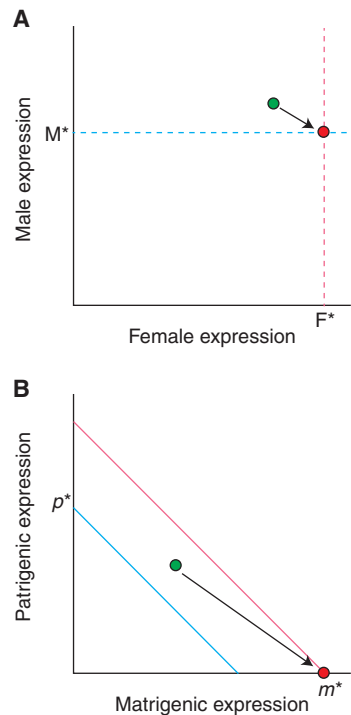 A
Male expression
M*
F*
Female expression
B
Patrigenic expression
p*
m*
Matrigenic expression